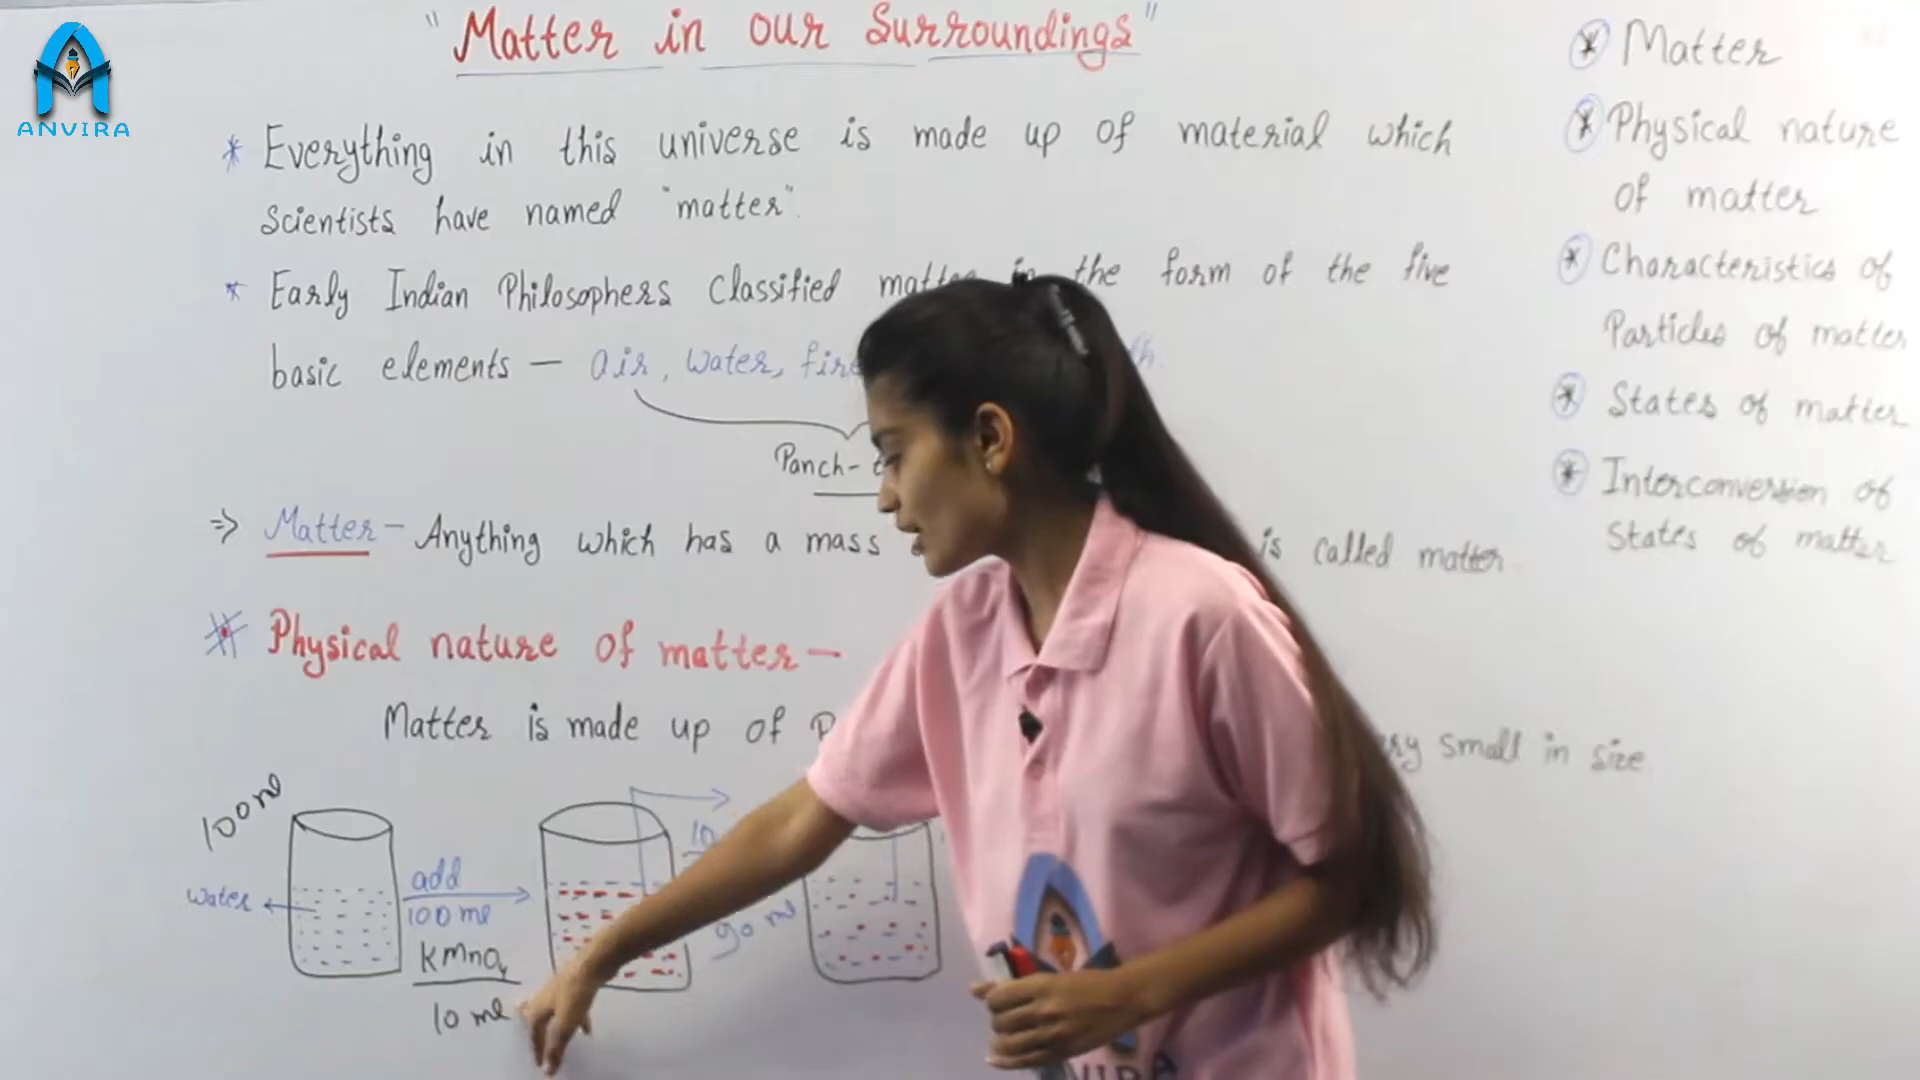 ANVIRA
"Matter in our Surroundings"
* Everything in this universe is made up of material which
Scientists have named "matter".
* Early Indian Philosophers classified matter in the form of the five
basic elements - air, water, fire
Panch-
=> Matter - Anything which has a mass is called matter.
# Physical nature of matter -
Matter is made up of small in size.
100 ml
water
add
100 ml
KMnO4
10 ml
10
90 ml
* Matter
* Physical nature
of matter
* Characteristics of
Particles of matter
* States of matter
* Interconversion of
States of matter